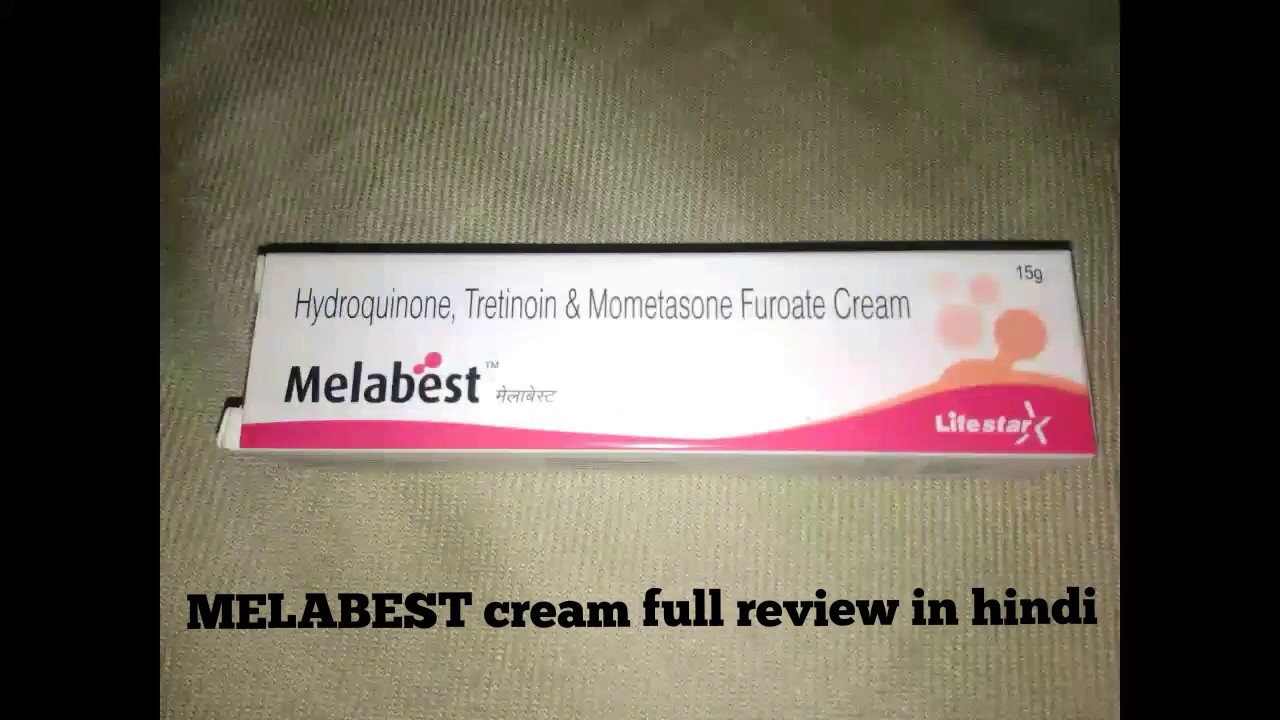 15g
Hydroquinone, Tretinoin & Mometasone Furoate Cream
Melabest™ मेलाबेस्ट
Lifestar
MELABEST cream full review in hindi